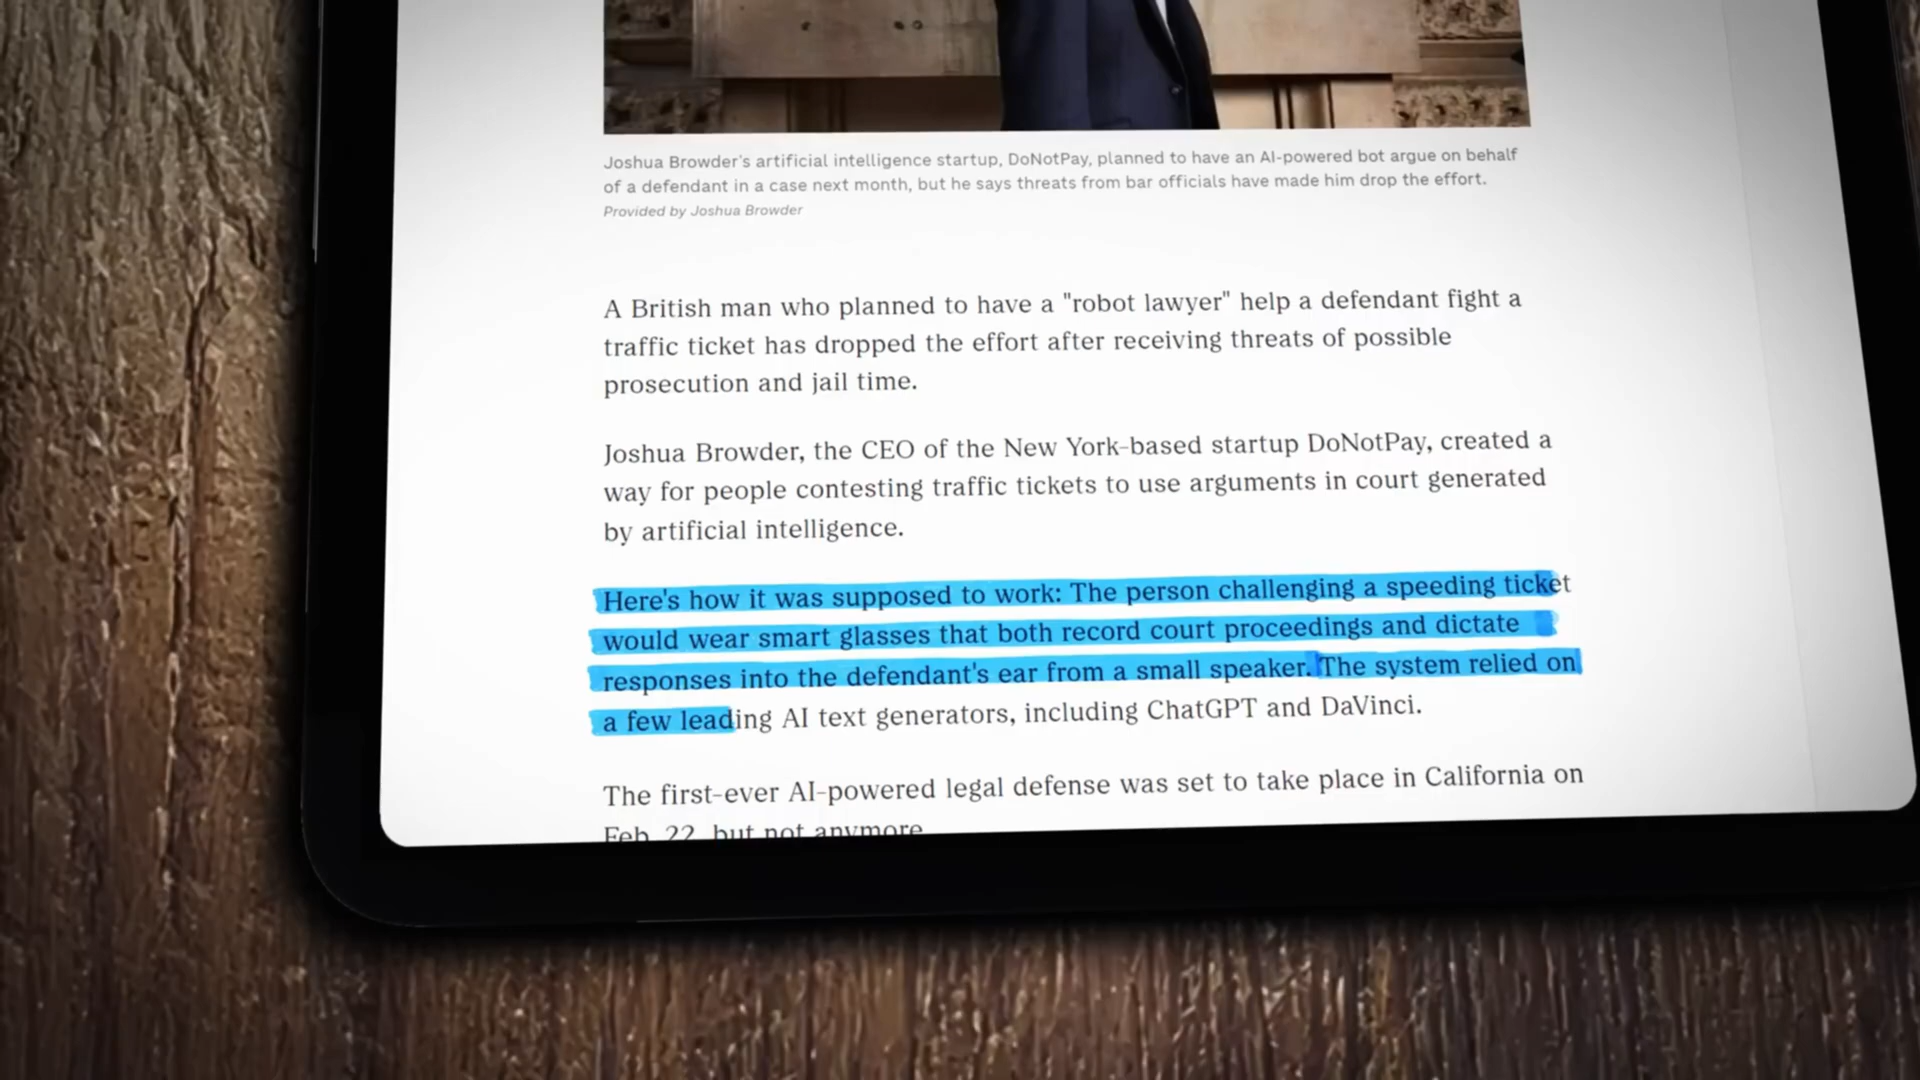 Joshua Browder's artificial intelligence startup, DoNotPay, planned to have an AI-powered bot argue on behalf
of a defendant in a case next month, but he says threats from bar officials have made him drop the effort.
Provided by Joshua Browder
A British man who planned to have a "robot lawyer" help a defendant fight a
traffic ticket has dropped the effort after receiving threats of possible
prosecution and jail time.
Joshua Browder, the CEO of the New York-based startup DoNotPay, created a
way for people contesting traffic tickets to use arguments in court generated
by artificial intelligence.
Here's how it was supposed to work: The person challenging a speeding ticket
would wear smart glasses that both record court proceedings and dictate
responses into the defendant's ear from a small speaker. The system relied on
a few leading AI text generators, including ChatGPT and DaVinci.
The first-ever AI-powered legal defense was set to take place in California on
Feb. 22, but not anymore